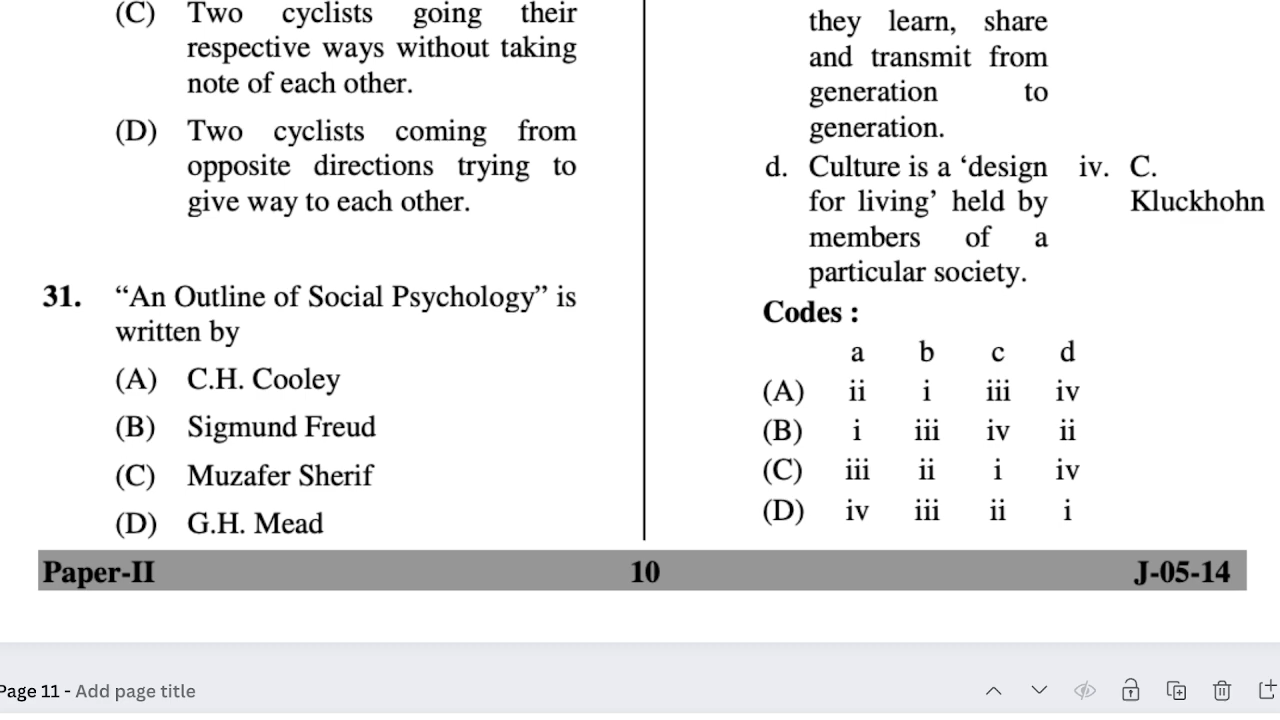 (C) Two cyclists going their
respective ways without taking
note of each other.
(D) Two cyclists coming from
opposite directions trying to
give way to each other.
31. “An Outline of Social Psychology” is
written by
(A) C.H. Cooley
(B) Sigmund Freud
(C) Muzafer Sherif
(D) G.H. Mead
they learn, share
and transmit from
generation to
generation.
d. Culture is a ‘design iv. C.
for living’ held by Kluckhohn
members of a
particular society.
Codes :
a b c d
(A) ii i iii iv
(B) i iii iv ii
(C) iii ii i iv
(D) iv iii ii i
Paper-II 10 J-05-14
Page 11 - Add page title